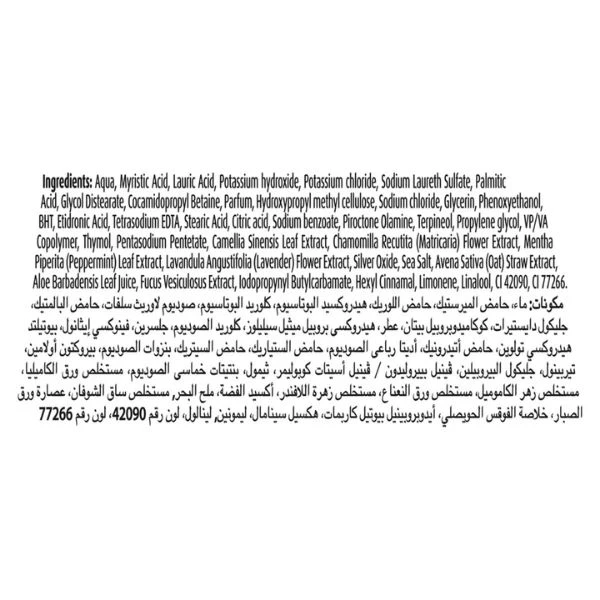 Ingredients: Aqua, Myristic Acid, Lauric Acid, Potassium hydroxide, Potassium chloride, Sodium Laureth Sulfate, Palmitic
Acid, Glycol Distearate, Cocamidopropyl Betaine, Parfum, Hydroxypropyl methyl cellulose, Sodium chloride, Glycerin, Phenoxyethanol,
BHT, Etidronic Acid, Tetrasodium EDTA, Stearic Acid, Citric acid, Sodium benzoate, Piroctone Olamine, Terpineol, Propylene glycol, VP/VA
Copolymer, Thymol, Pentasodium Pentetate, Camellia Sinensis Leaf Extract, Chamomilla Recutita (Matricaria) Flower Extract, Mentha
Piperita (Peppermint) Leaf Extract, Lavandula Angustifolia (Lavender) Flower Extract, Silver Oxide, Sea Salt, Avena Sativa (Oat) Straw Extract,
Aloe Barbadensis Leaf Juice, Fucus Vesiculosus Extract, Iodopropynyl Butylcarbamate, Hexyl Cinnamal, Limonene, Linalool, CI 42090, CI 77266.
مكونات: ماء، حامض الميرستيك، حامض اللوريك، هيدروكسيد البوتاسيوم، كلوريد البوتاسيوم، صوديوم لاوريث سلفات، حامض البالمتيك،
جليكول دايستيرات، كوكاميدوبروبيل بيتان، عطر، هيدروكسي بروبيل ميثيل سيليلوز، كلوريد الصوديوم، جلسرين، فينوكسي إيثانول، بيوتيلتد
هيدروكسي تولوين، حامض أتيدرونيك، أديتا رباعى الصوديوم، حامض الستياريك، حامض السيتريك، بنزوات الصوديوم، بيروكتون أولامين،
تيربينول، جليكول البيروبيلين، ڤينيل بيبروليدون / ڤينيل أسيتات كوبوليمر، ثيمول، بنتيتات خماسى الصوديوم، مستخلص ورق الكاميليا،
مستخلص زهر الكاموميل، مستخلص ورق النعناع، مستخلص زهرة اللافندر، أكسيد الفضة، ملح البحر, مستخلص ساق الشوفان، عصارة ورق
الصبار، خلاصة الفوقس الحويصلي، أيدوبروبينيل بيوتيل كاربمات، هكسيل سينامال، ليمونين, لينالول، لون رقم 42090، لون رقم 77266